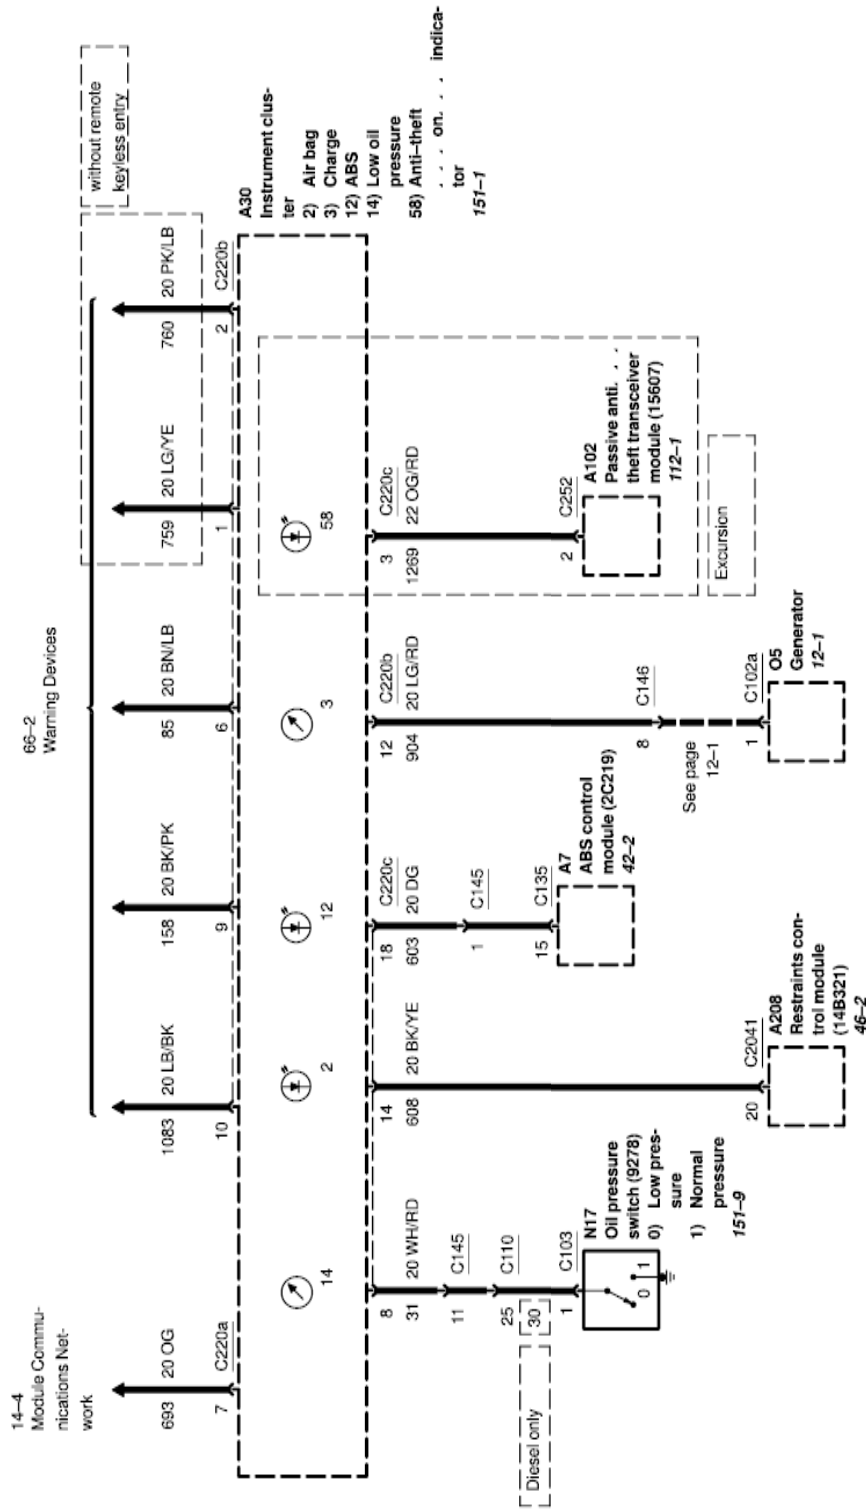 14–4
Module Commu-
nications Net-
work
693
20 OG
7
C220a
66–2
Warning Devices
1083
20 LB/BK
10
158
20 BK/PK
9
85
20 BN/LB
6
759
20 LG/YE
1
760
20 PK/LB
2
C220b
without remote
keyless entry
A30
Instrument clus-
ter
2) Air bag
3) Charge
12) ABS
14) Low oil
pressure
58) Anti–theft
. . . on. . . indica-
tor
151–1
14
2
12
3
58
8
31
20 WH/RD
11
C145
25
C110
30
Diesel only
1
C103
N17
Oil pressure
switch (9278)
0) Low pres-
sure
1) Normal
pressure
151–9
0
1
14
608
20 BK/YE
20
C2041
A208
Restraints con-
trol module
(14B321)
46–2
18
C220c
603
20 DG
1
C145
15
C135
A7
ABS control
module (2C219)
42–2
12
C220b
904
20 LG/RD
8
C146
See page
12–1
1
C102a
O5
Generator
12–1
3
C220c
1269
22 OG/RD
2
C252
A102
Passive anti. . .
theft transceiver
module (15607)
112–1
Excursion